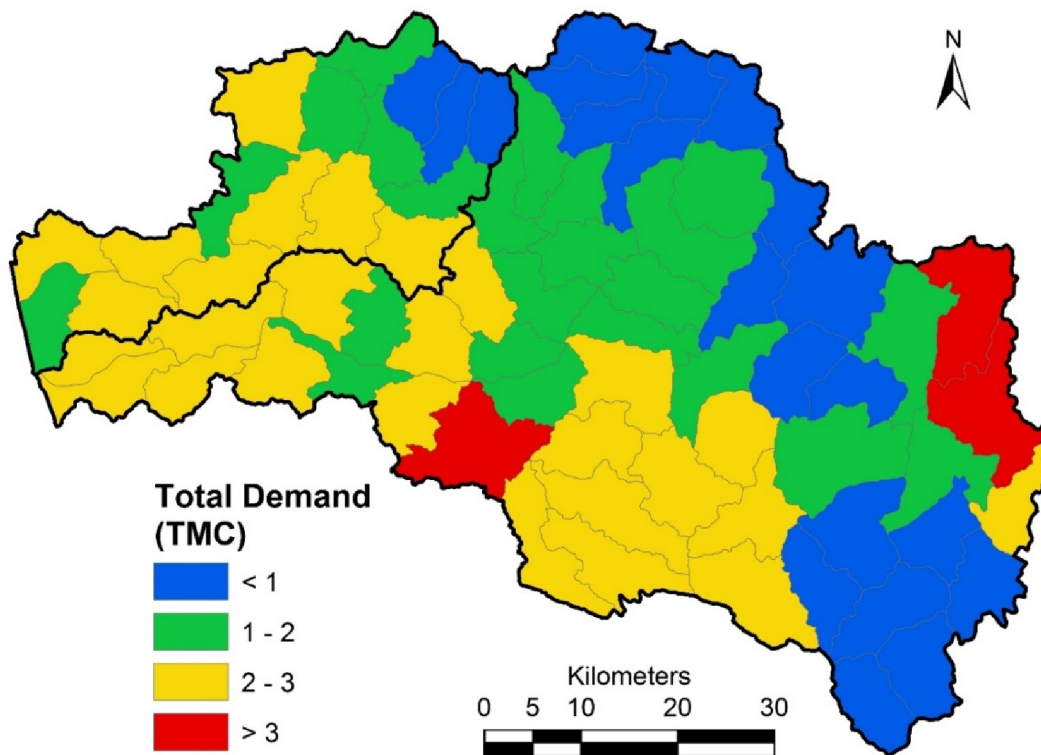 N
Total Demand
(TMC)
< 1
1 - 2
2 - 3
> 3
Kilometers
0 5 10 20 30